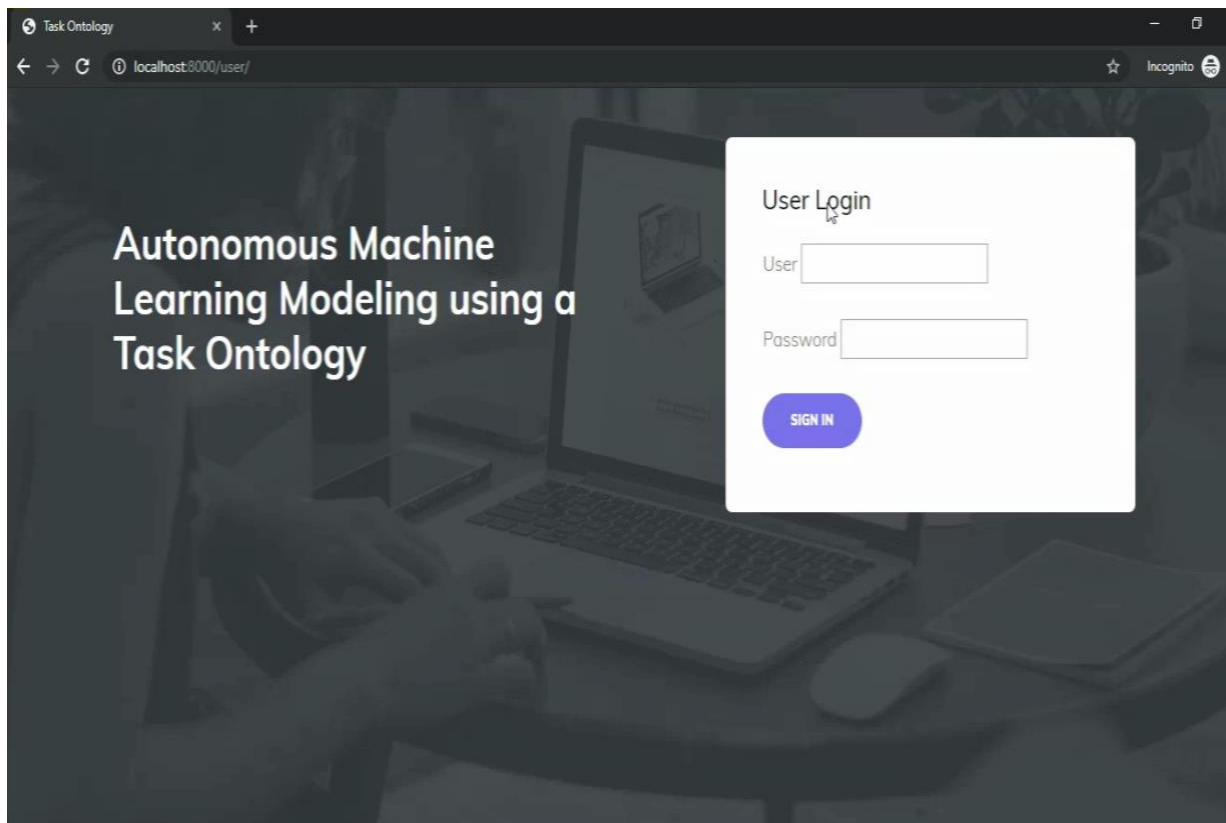 Task Ontology
localhost:8000/user/
Incognito
Autonomous Machine
Learning Modeling using a
Task Ontology
User Login
User
Password
SIGN IN